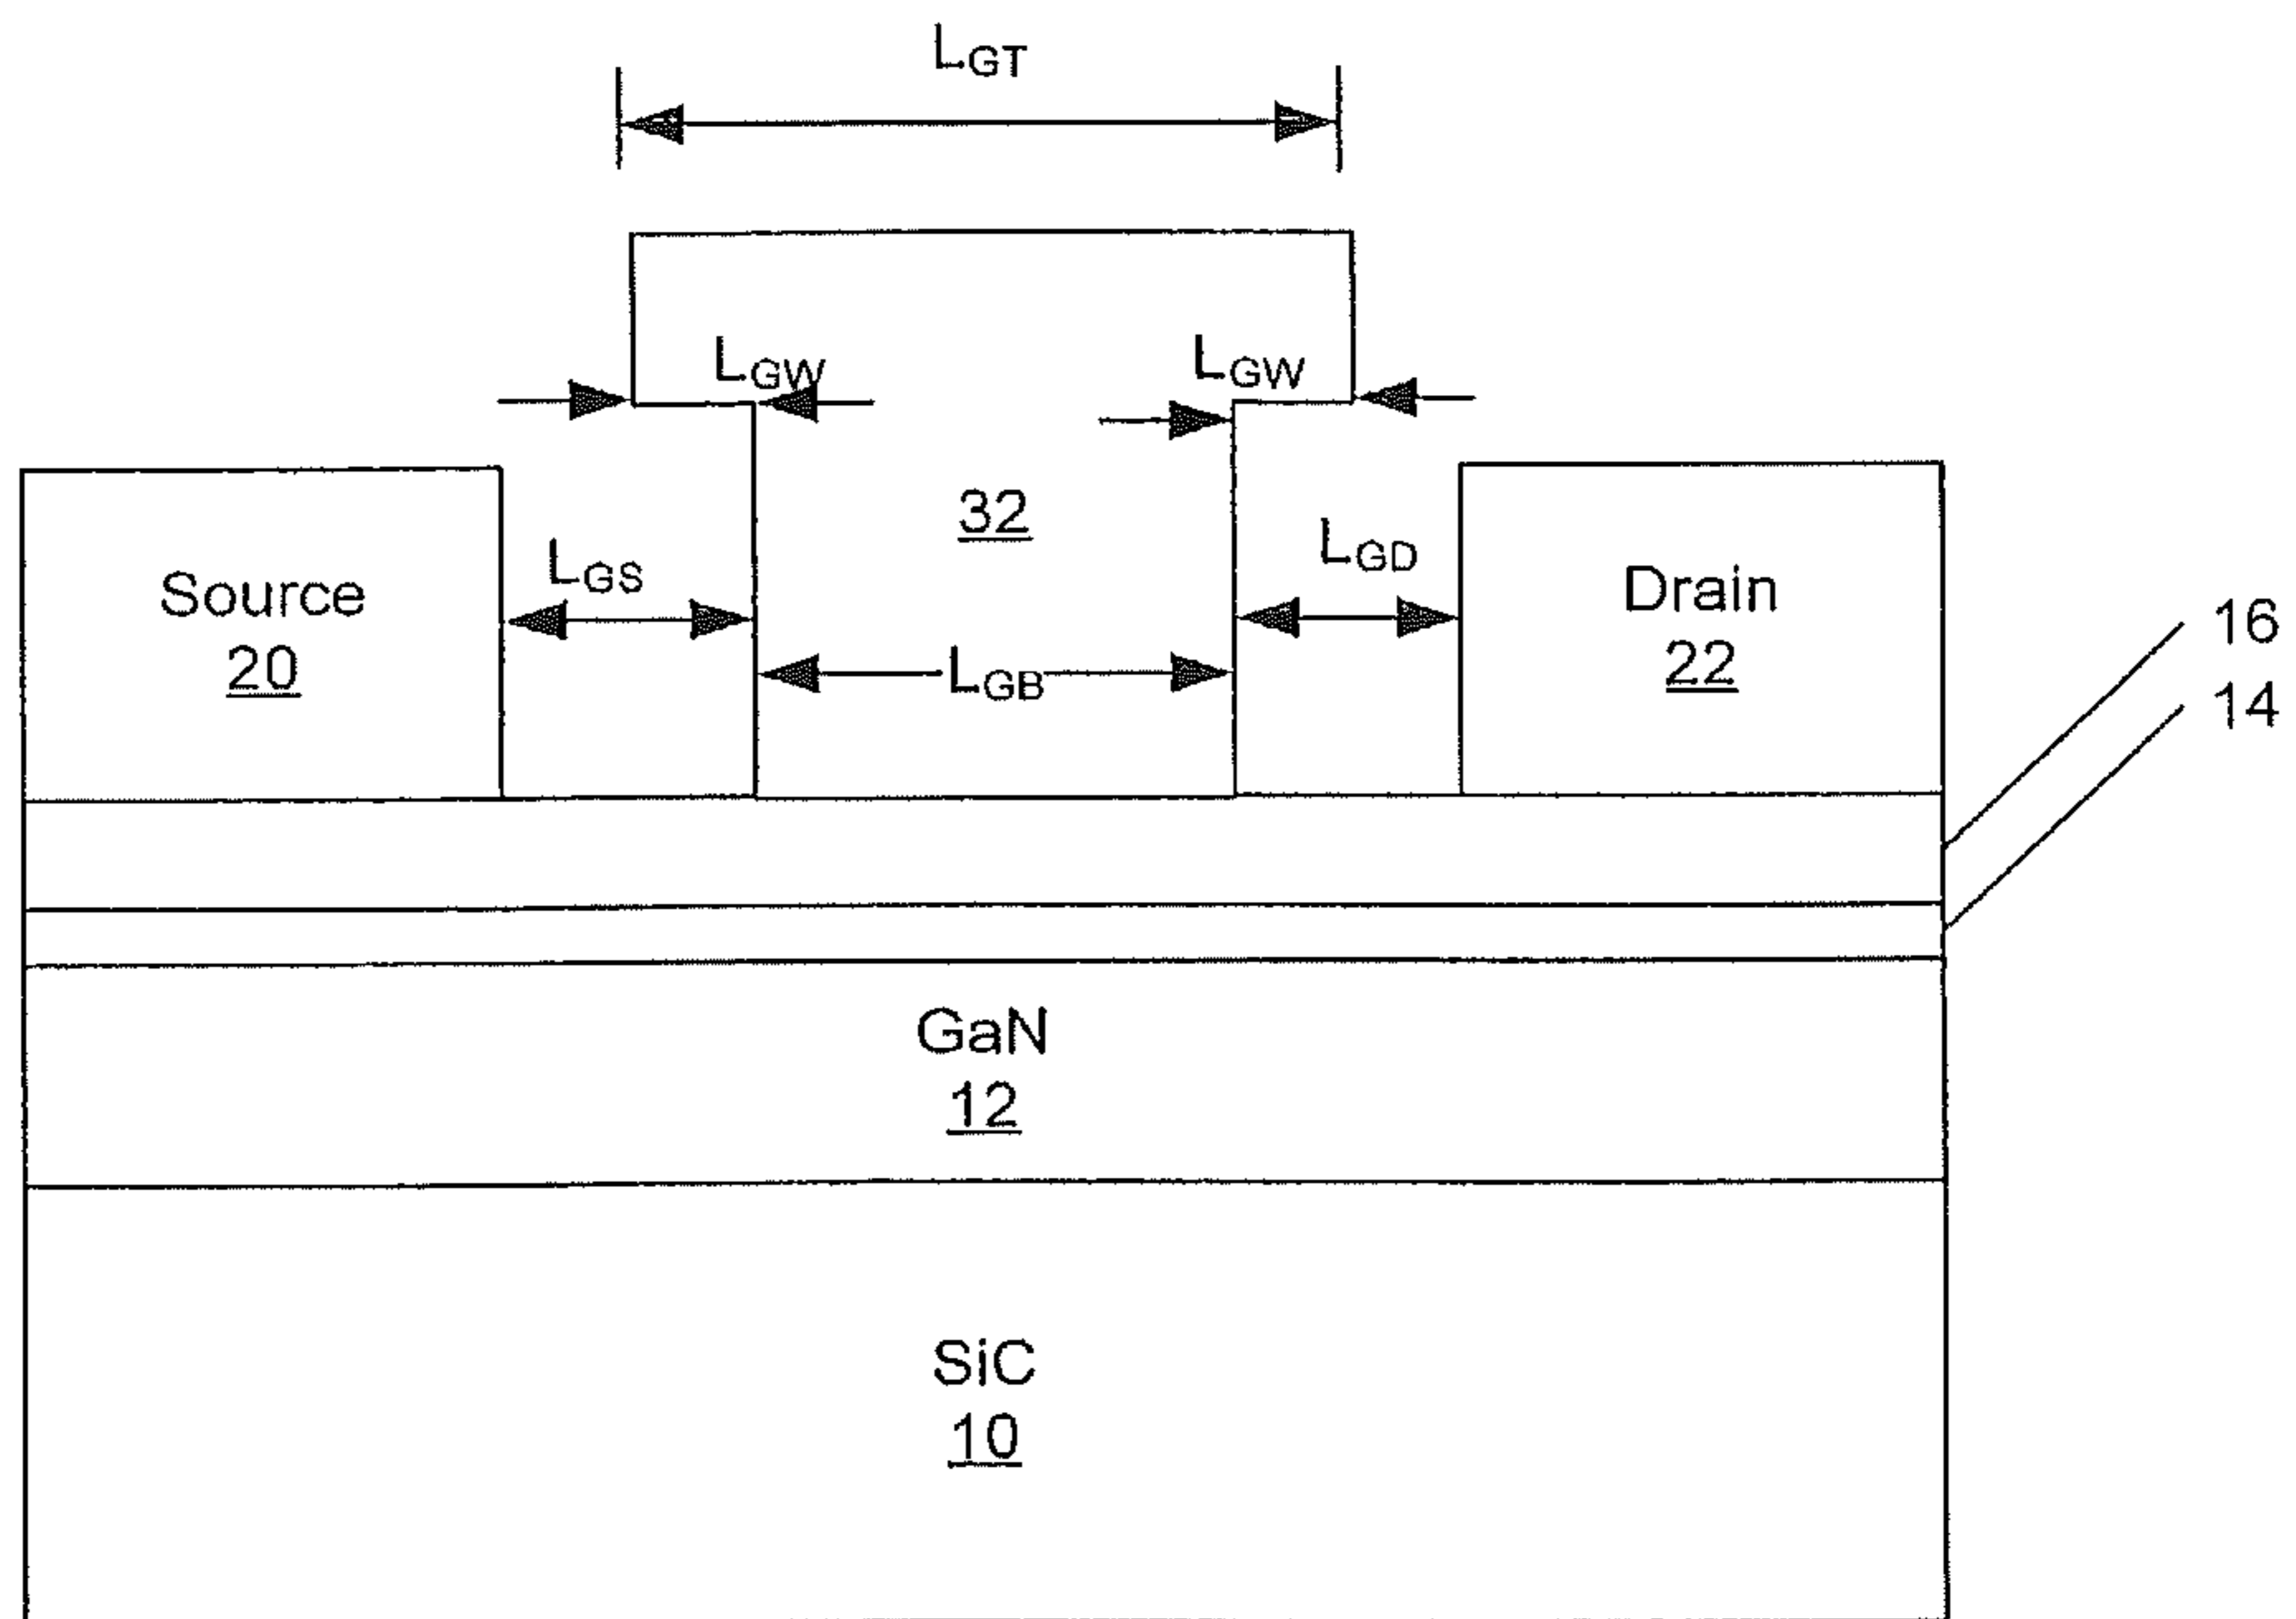 LGT
LGW
LGW
32
LGS
LGD
Source
20
Drain
22
LGB
16
14
GaN
12
SiC
10